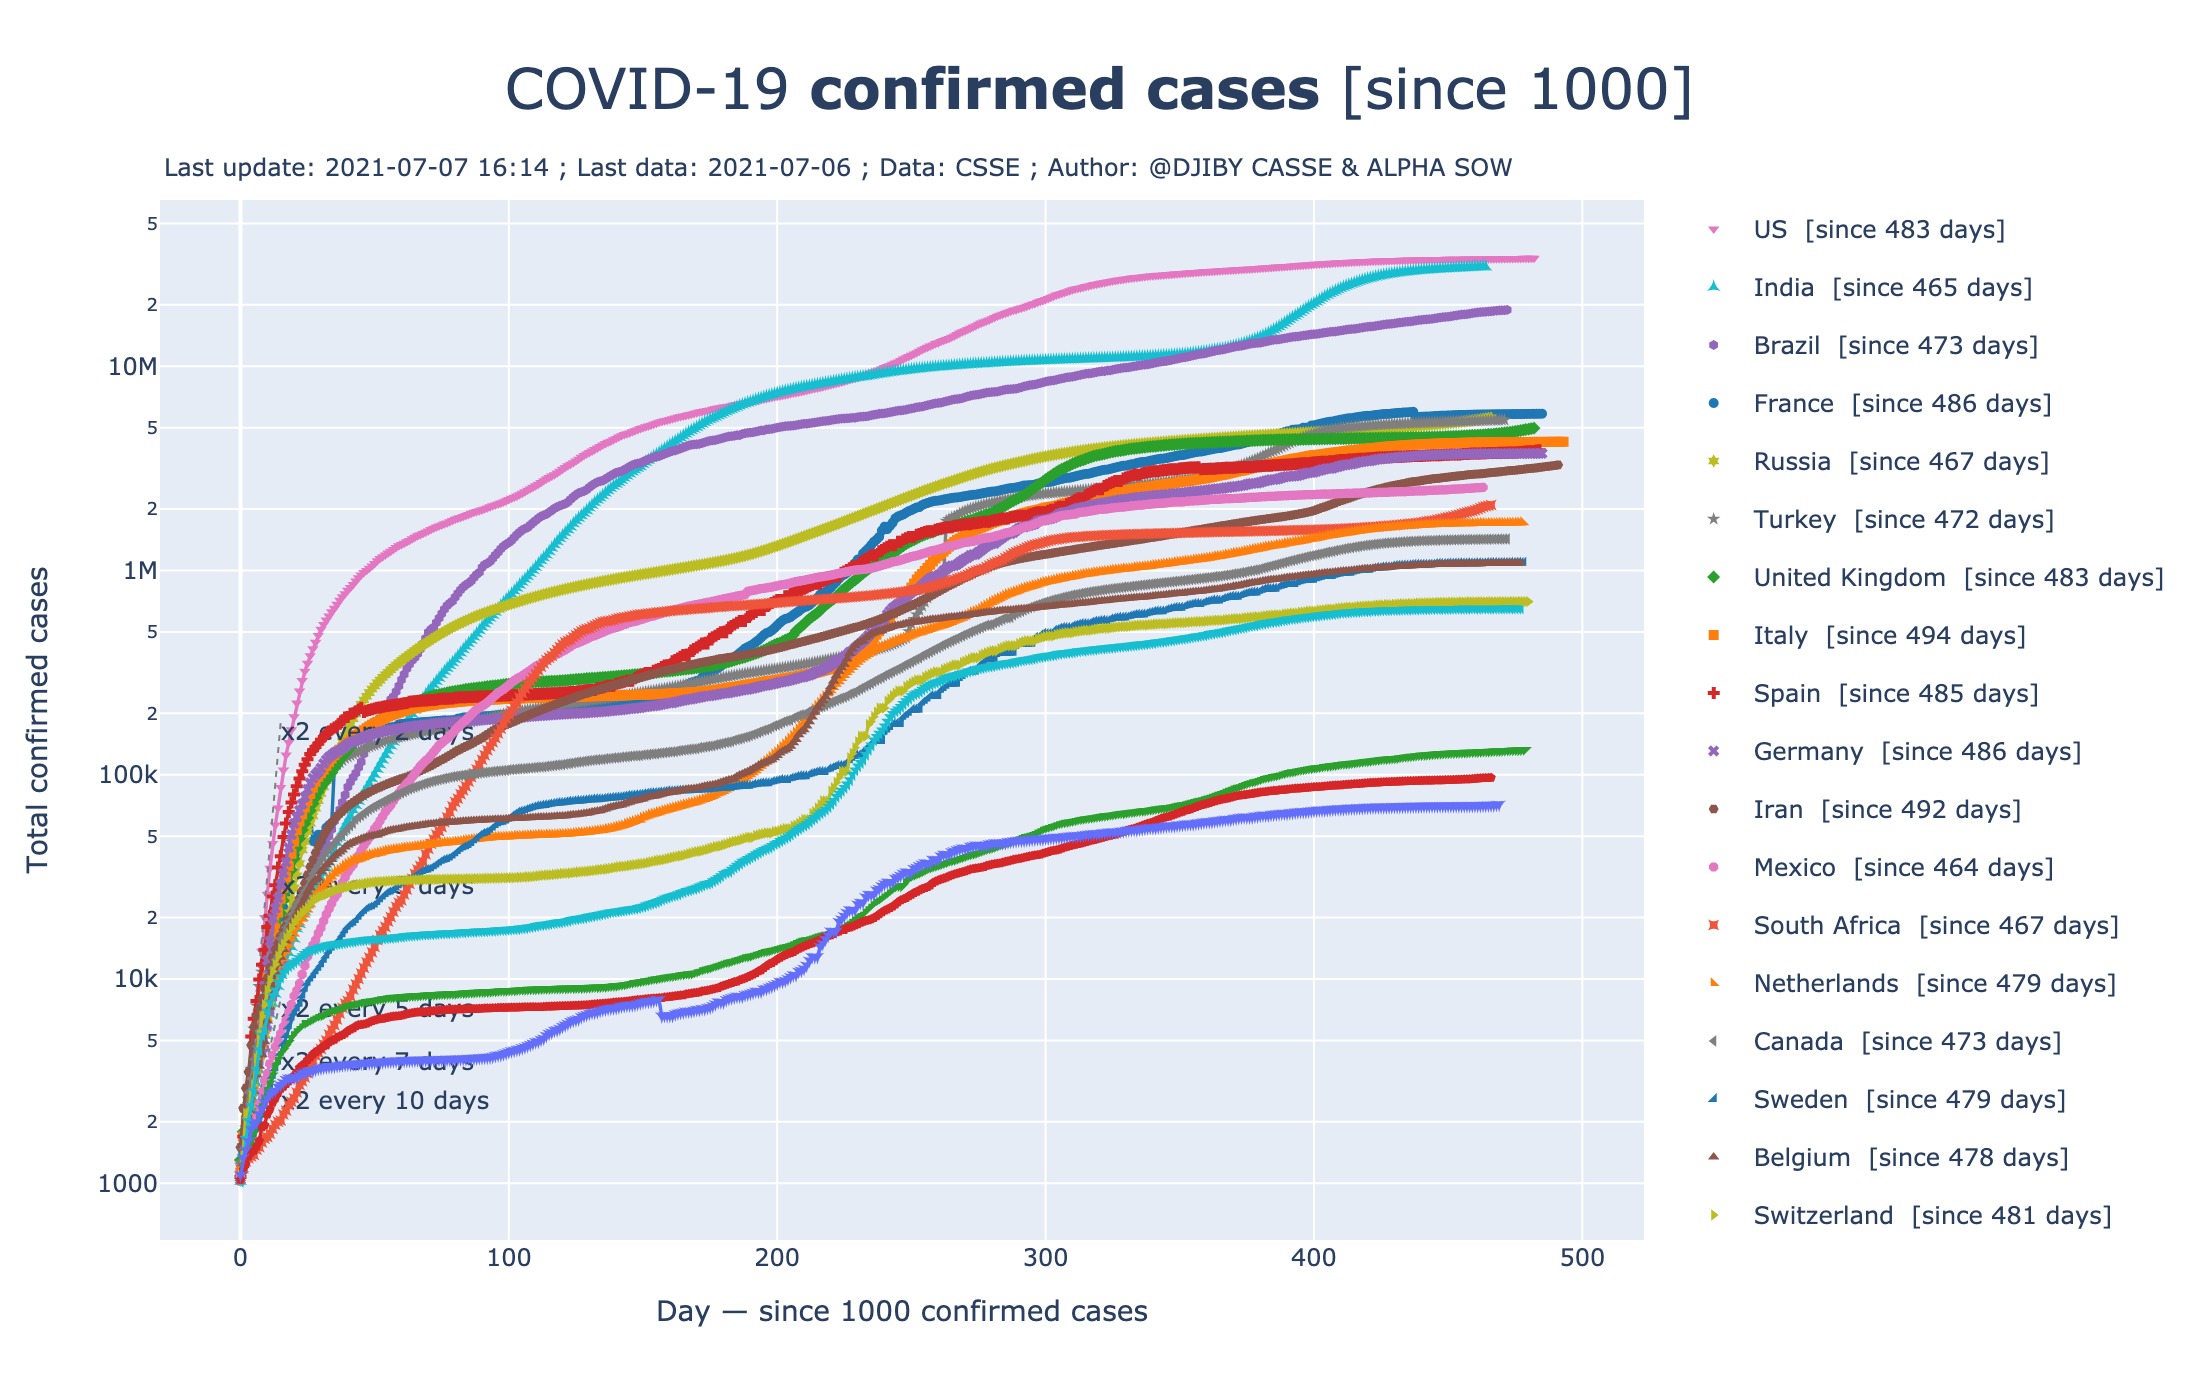 COVID-19 confirmed cases [since 1000]
Last update: 2021-07-07 16:14 ; Last data: 2021-07-06 ; Data: CSSE ; Author: @DJIBY CASSE & ALPHA SOW
Total confirmed cases
5
2
10M
5
2
1M
5
2
100k
5
2
10k
5
2
1000
x2 every 2 days
x2 every days
x2 every 5 days
x2 every 7 days
x2 every 10 days
0
100
200
300
400
500
Day — since 1000 confirmed cases
US [since 483 days]
India [since 465 days]
Brazil [since 473 days]
France [since 486 days]
Russia [since 467 days]
Turkey [since 472 days]
United Kingdom [since 483 days]
Italy [since 494 days]
Spain [since 485 days]
Germany [since 486 days]
Iran [since 492 days]
Mexico [since 464 days]
South Africa [since 467 days]
Netherlands [since 479 days]
Canada [since 473 days]
Sweden [since 479 days]
Belgium [since 478 days]
Switzerland [since 481 days]